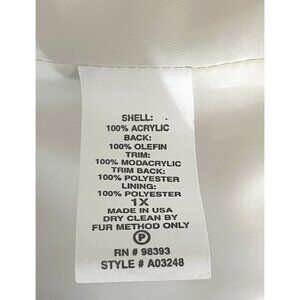 SHELL:
100% ACRYLIC
BACK:
100% OLEFIN
TRIM:
100% MODACRYLIC
TRIM BACK:
100% POLYESTER
LINING:
100% POLYESTER
1X
MADE IN USA
DRY CLEAN BY
FUR METHOD ONLY
P
RN # 98393
STYLE # A03248